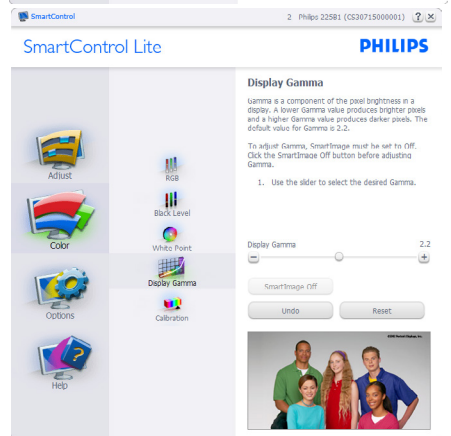 SmartControl
2 Philips 225B1 (CS30715000001)
SmartControl Lite
PHILIPS
Adjust
Color
Options
Help
RGB
Black Level
White Point
Display Gamma
Calibration
Display Gamma
Gamma is a component of the pixel brightness in a
display. A lower Gamma value produces brighter pixels
and a higher Gamma value produces darker pixels. The
default value for Gamma is 2.2.
To adjust Gamma, SmartImage must be set to Off.
Click the SmartImage Off button before adjusting
Gamma.
1. Use the slider to select the desired Gamma.
Display Gamma 2.2
SmartImage Off
Undo Reset